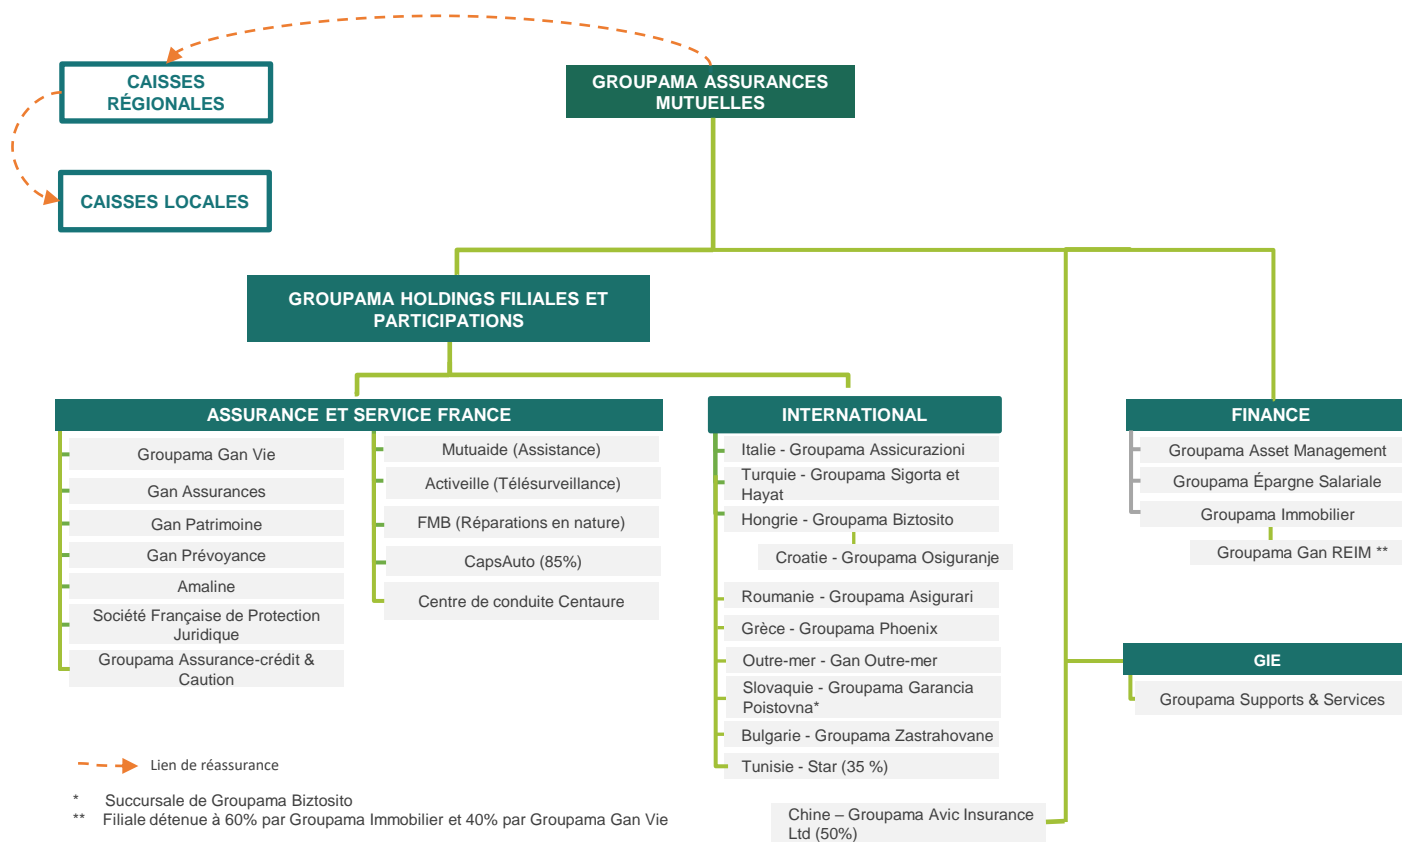 CAISSES
RÉGIONALES
GROUPAMA ASSURANCES
MUTUELLES
CAISSES LOCALES
GROUPAMA HOLDINGS FILIALES ET
PARTICIPATIONS
ASSURANCE ET SERVICE FRANCE
Groupama Gan Vie
Gan Assurances
Gan Patrimoine
Gan Prévoyance
Amaline
Société Française de Protection
Juridique
Groupama Assurance-crédit &
Caution
Mutuaide (Assistance)
Activeille (Télésurveillance)
FMB (Réparations en nature)
CapsAuto (85%)
Centre de conduite Centaure
INTERNATIONAL
Italie - Groupama Assicurazioni
Turquie - Groupama Sigorta et
Hayat
Hongrie - Groupama Biztosito
Croatie - Groupama Osiguranje
Roumanie - Groupama Asigurari
Grèce - Groupama Phoenix
Outre-mer - Gan Outre-mer
Slovaquie - Groupama Garancia
Poistovna*
Bulgarie - Groupama Zastrahovane
Tunisie - Star (35 %)
Chine – Groupama Avic Insurance
Ltd (50%)
FINANCE
Groupama Asset Management
Groupama Épargne Salariale
Groupama Immobilier
Groupama Gan REIM **
GIE
Groupama Supports & Services
Lien de réassurance
* Succursale de Groupama Biztosito
** Filiale détenue à 60% par Groupama Immobilier et 40% par Groupama Gan Vie